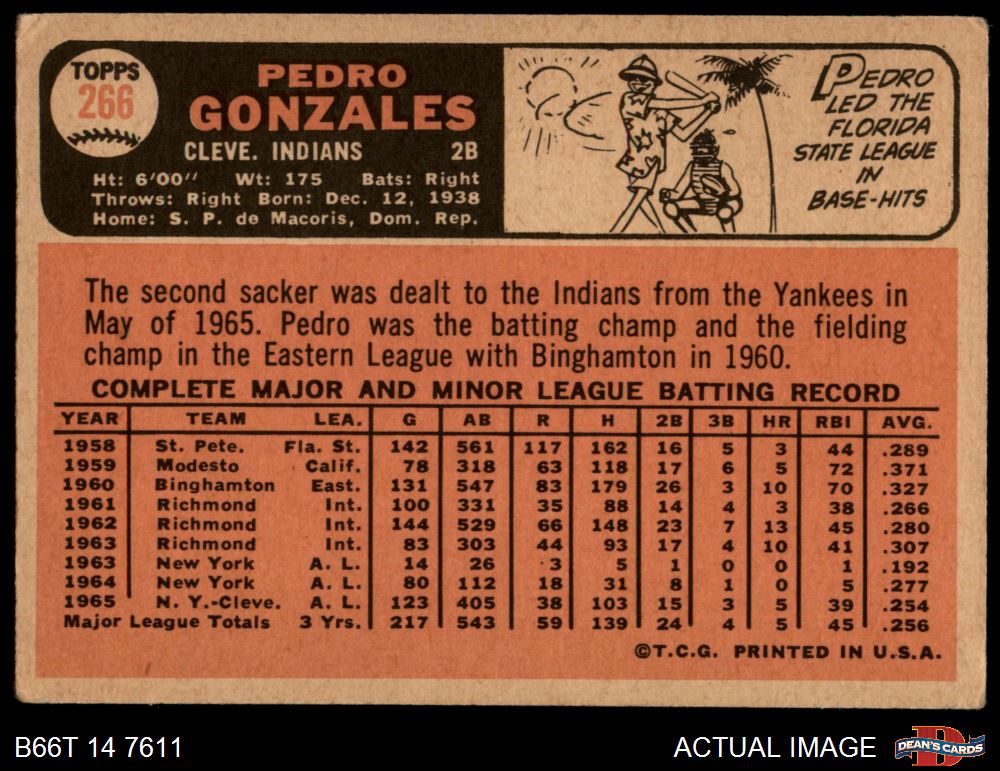 TOPPS
266
PEDRO
GONZALES
CLEVE. INDIANS 2B
Ht: 6'00" Wt: 175 Bats: Right
Throws: Right Born: Dec. 12, 1938
Home: S. P. de Macoris, Dom. Rep.
PEDRO
LED THE
FLORIDA
STATE LEAGUE
IN
BASE-HITS
The second sacker was dealt to the Indians from the Yankees in
May of 1965. Pedro was the batting champ and the fielding
champ in the Eastern League with Binghamton in 1960.
COMPLETE MAJOR AND MINOR LEAGUE BATTING RECORD
YEAR TEAM LEA. G AB R H 2B 3B HR RBI AVG.
1958 St. Pete. Fla. St. 142 561 117 162 16 5 3 44 .289
1959 Modesto Calif. 78 318 63 118 17 6 5 72 .371
1960 Binghamton East. 131 547 83 179 26 3 10 70 .327
1961 Richmond Int. 100 331 35 88 14 4 3 38 .266
1962 Richmond Int. 144 529 66 148 23 7 13 45 .280
1963 Richmond Int. 83 303 44 93 17 4 10 41 .307
1963 New York A. L. 14 26 3 5 1 0 0 1 .192
1964 New York A. L. 80 112 18 31 8 1 0 5 .277
1965 N. Y.-Cleve. A. L. 123 405 38 103 15 3 5 39 .254
Major League Totals 3 Yrs. 217 543 59 139 24 4 5 45 .256
©T.C.G. PRINTED IN U.S.A.
B66T 14 7611
ACTUAL IMAGE
D
DEAN'S CARDS